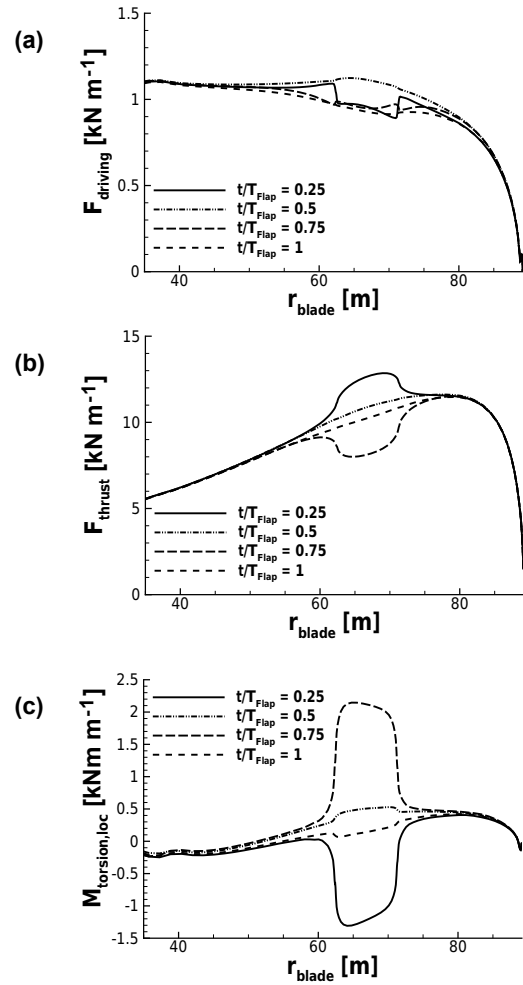 (a)
F_driving [kN m⁻¹]
1.5
1
0.5
0
t/T_Flap = 0.25
t/T_Flap = 0.5
t/T_Flap = 0.75
t/T_Flap = 1
40 60 80
r_blade [m]
(b)
F_thrust [kN m⁻¹]
15
10
5
0
t/T_Flap = 0.25
t/T_Flap = 0.5
t/T_Flap = 0.75
t/T_Flap = 1
40 60 80
r_blade [m]
(c)
M_torsion,loc [kNm m⁻¹]
2.5
2
1.5
1
0.5
0
-0.5
-1
-1.5
t/T_Flap = 0.25
t/T_Flap = 0.5
t/T_Flap = 0.75
t/T_Flap = 1
40 60 80
r_blade [m]